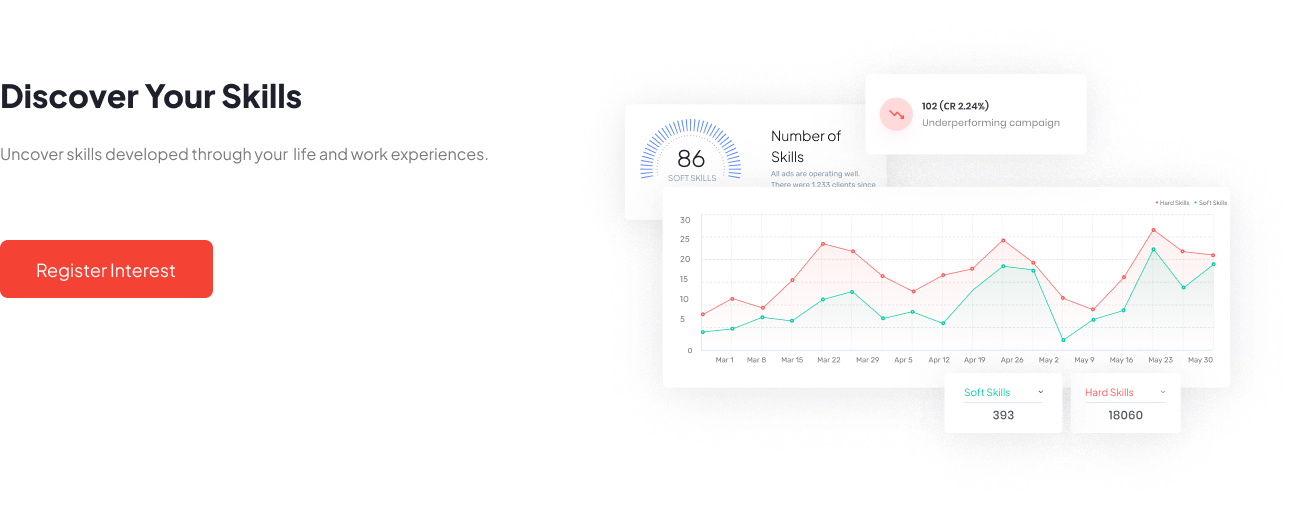 Discover Your Skills
Uncover skills developed through your life and work experiences.
Register Interest
102 (CR 2.24%)
Underperforming campaign
86
SOFT SKILLS
Number of
Skills
All ads are operating well.
There were 1,233 clients since
Hard Skills Soft Skills
30
25
20
15
10
5
0
Mar 1 Mar 8 Mar 15 Mar 22 Mar 29 Apr 5 Apr 12 Apr 19 Apr 26 May 2 May 9 May 16 May 23 May 30
Soft Skills
393
Hard Skills
18060